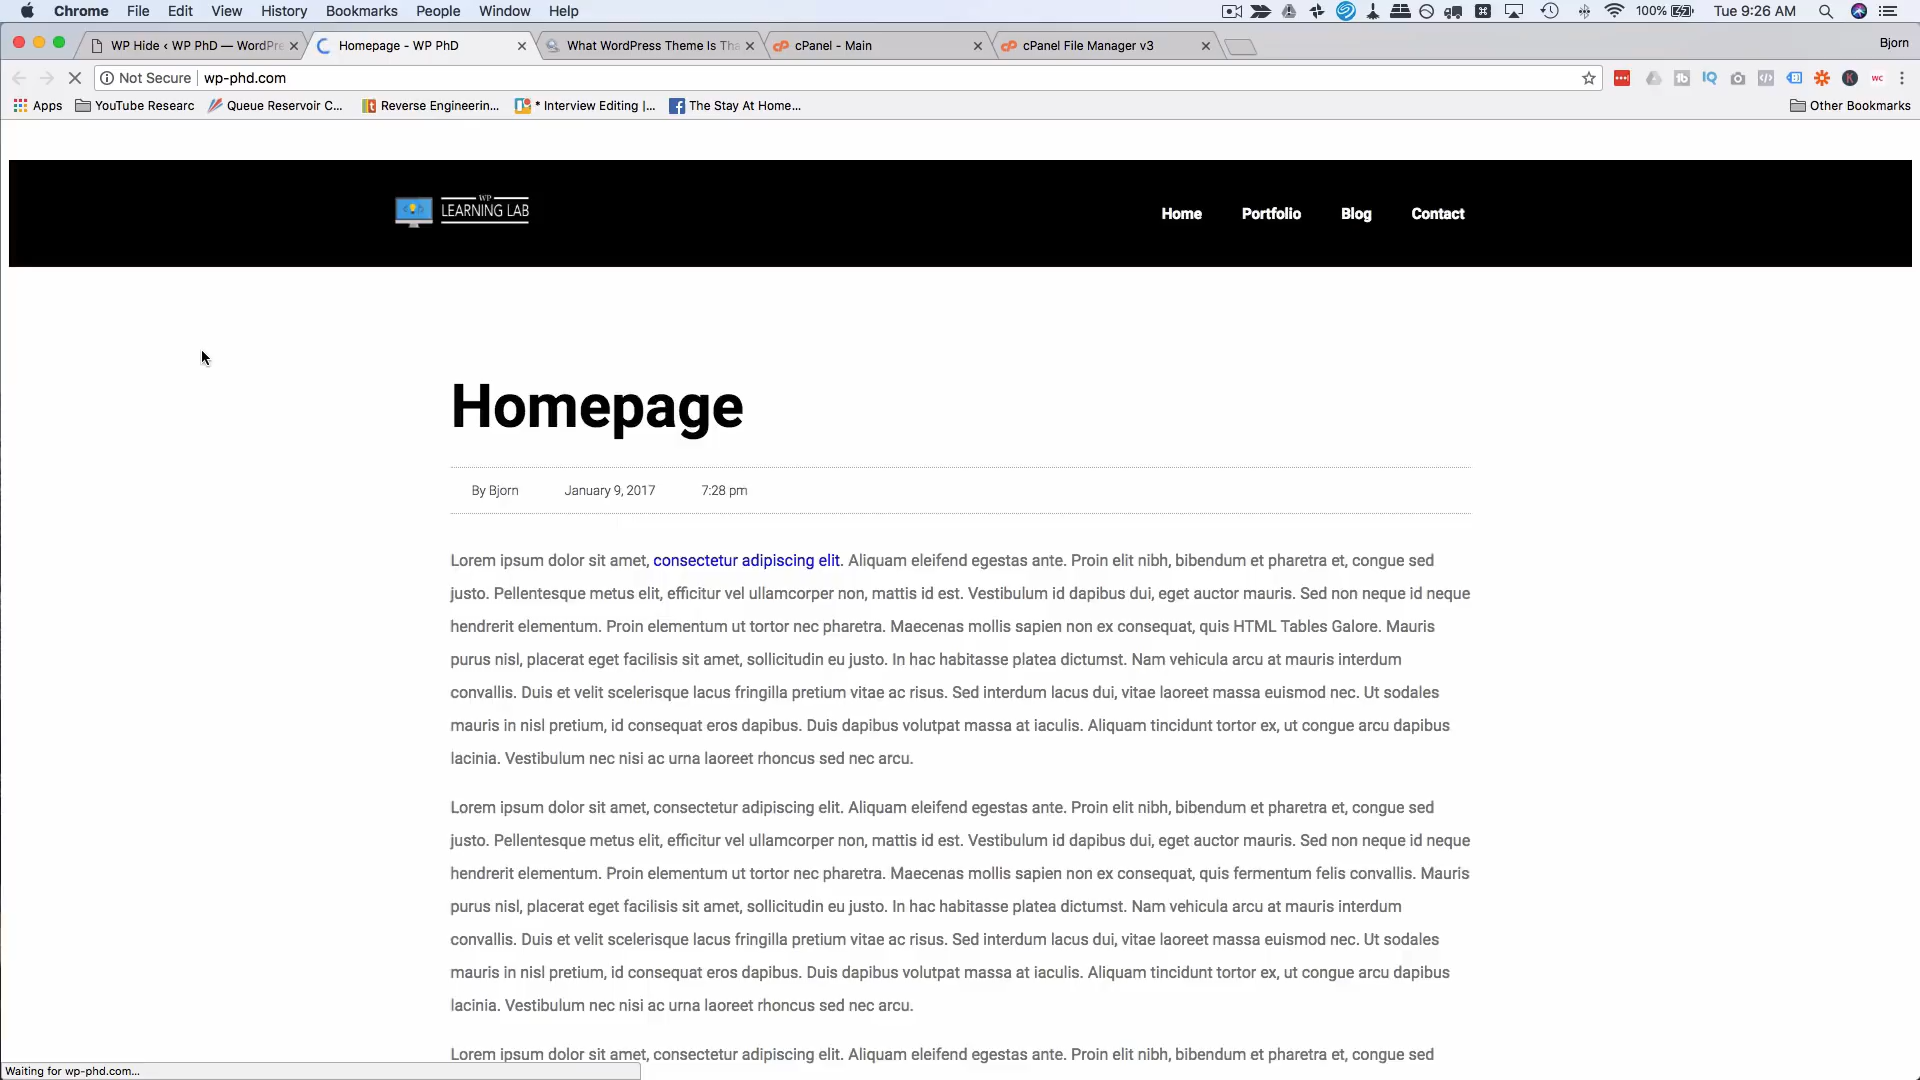 Chrome File Edit View History Bookmarks People Window Help 100% Tue 9:26 AM
WP Hide ‹ WP PhD — WordPre Homepage - WP PhD What WordPress Theme Is Tha cPanel - Main cPanel File Manager v3 Bjorn
Not Secure wp-phd.com
Apps YouTube Researc Queue Reservoir C... Reverse Engineerin... * Interview Editing |... The Stay At Home... Other Bookmarks
WP
LEARNING LAB
Home Portfolio Blog Contact
Homepage
By Bjorn January 9, 2017 7:28 pm
Lorem ipsum dolor sit amet, consectetur adipiscing elit. Aliquam eleifend egestas ante. Proin elit nibh, bibendum et pharetra et, congue sed
justo. Pellentesque metus elit, efficitur vel ullamcorper non, mattis id est. Vestibulum id dapibus dui, eget auctor mauris. Sed non neque id neque
hendrerit elementum. Proin elementum ut tortor nec pharetra. Maecenas mollis sapien non ex consequat, quis HTML Tables Galore. Mauris
purus nisl, placerat eget facilisis sit amet, sollicitudin eu justo. In hac habitasse platea dictumst. Nam vehicula arcu at mauris interdum
convallis. Duis et velit scelerisque lacus fringilla pretium vitae ac risus. Sed interdum lacus dui, vitae laoreet massa euismod nec. Ut sodales
mauris in nisl pretium, id consequat eros dapibus. Duis dapibus volutpat massa at iaculis. Aliquam tincidunt tortor ex, ut congue arcu dapibus
lacinia. Vestibulum nec nisi ac urna laoreet rhoncus sed nec arcu.
Lorem ipsum dolor sit amet, consectetur adipiscing elit. Aliquam eleifend egestas ante. Proin elit nibh, bibendum et pharetra et, congue sed
justo. Pellentesque metus elit, efficitur vel ullamcorper non, mattis id est. Vestibulum id dapibus dui, eget auctor mauris. Sed non neque id neque
hendrerit elementum. Proin elementum ut tortor nec pharetra. Maecenas mollis sapien non ex consequat, quis fermentum felis convallis. Mauris
purus nisl, placerat eget facilisis sit amet, sollicitudin eu justo. In hac habitasse platea dictumst. Nam vehicula arcu at mauris interdum
convallis. Duis et velit scelerisque lacus fringilla pretium vitae ac risus. Sed interdum lacus dui, vitae laoreet massa euismod nec. Ut sodales
mauris in nisl pretium, id consequat eros dapibus. Duis dapibus volutpat massa at iaculis. Aliquam tincidunt tortor ex, ut congue arcu dapibus
lacinia. Vestibulum nec nisi ac urna laoreet rhoncus sed nec arcu.
Lorem ipsum dolor sit amet, consectetur adipiscing elit. Aliquam eleifend egestas ante. Proin elit nibh, bibendum et pharetra et, congue sed
Waiting for wp-phd.com...